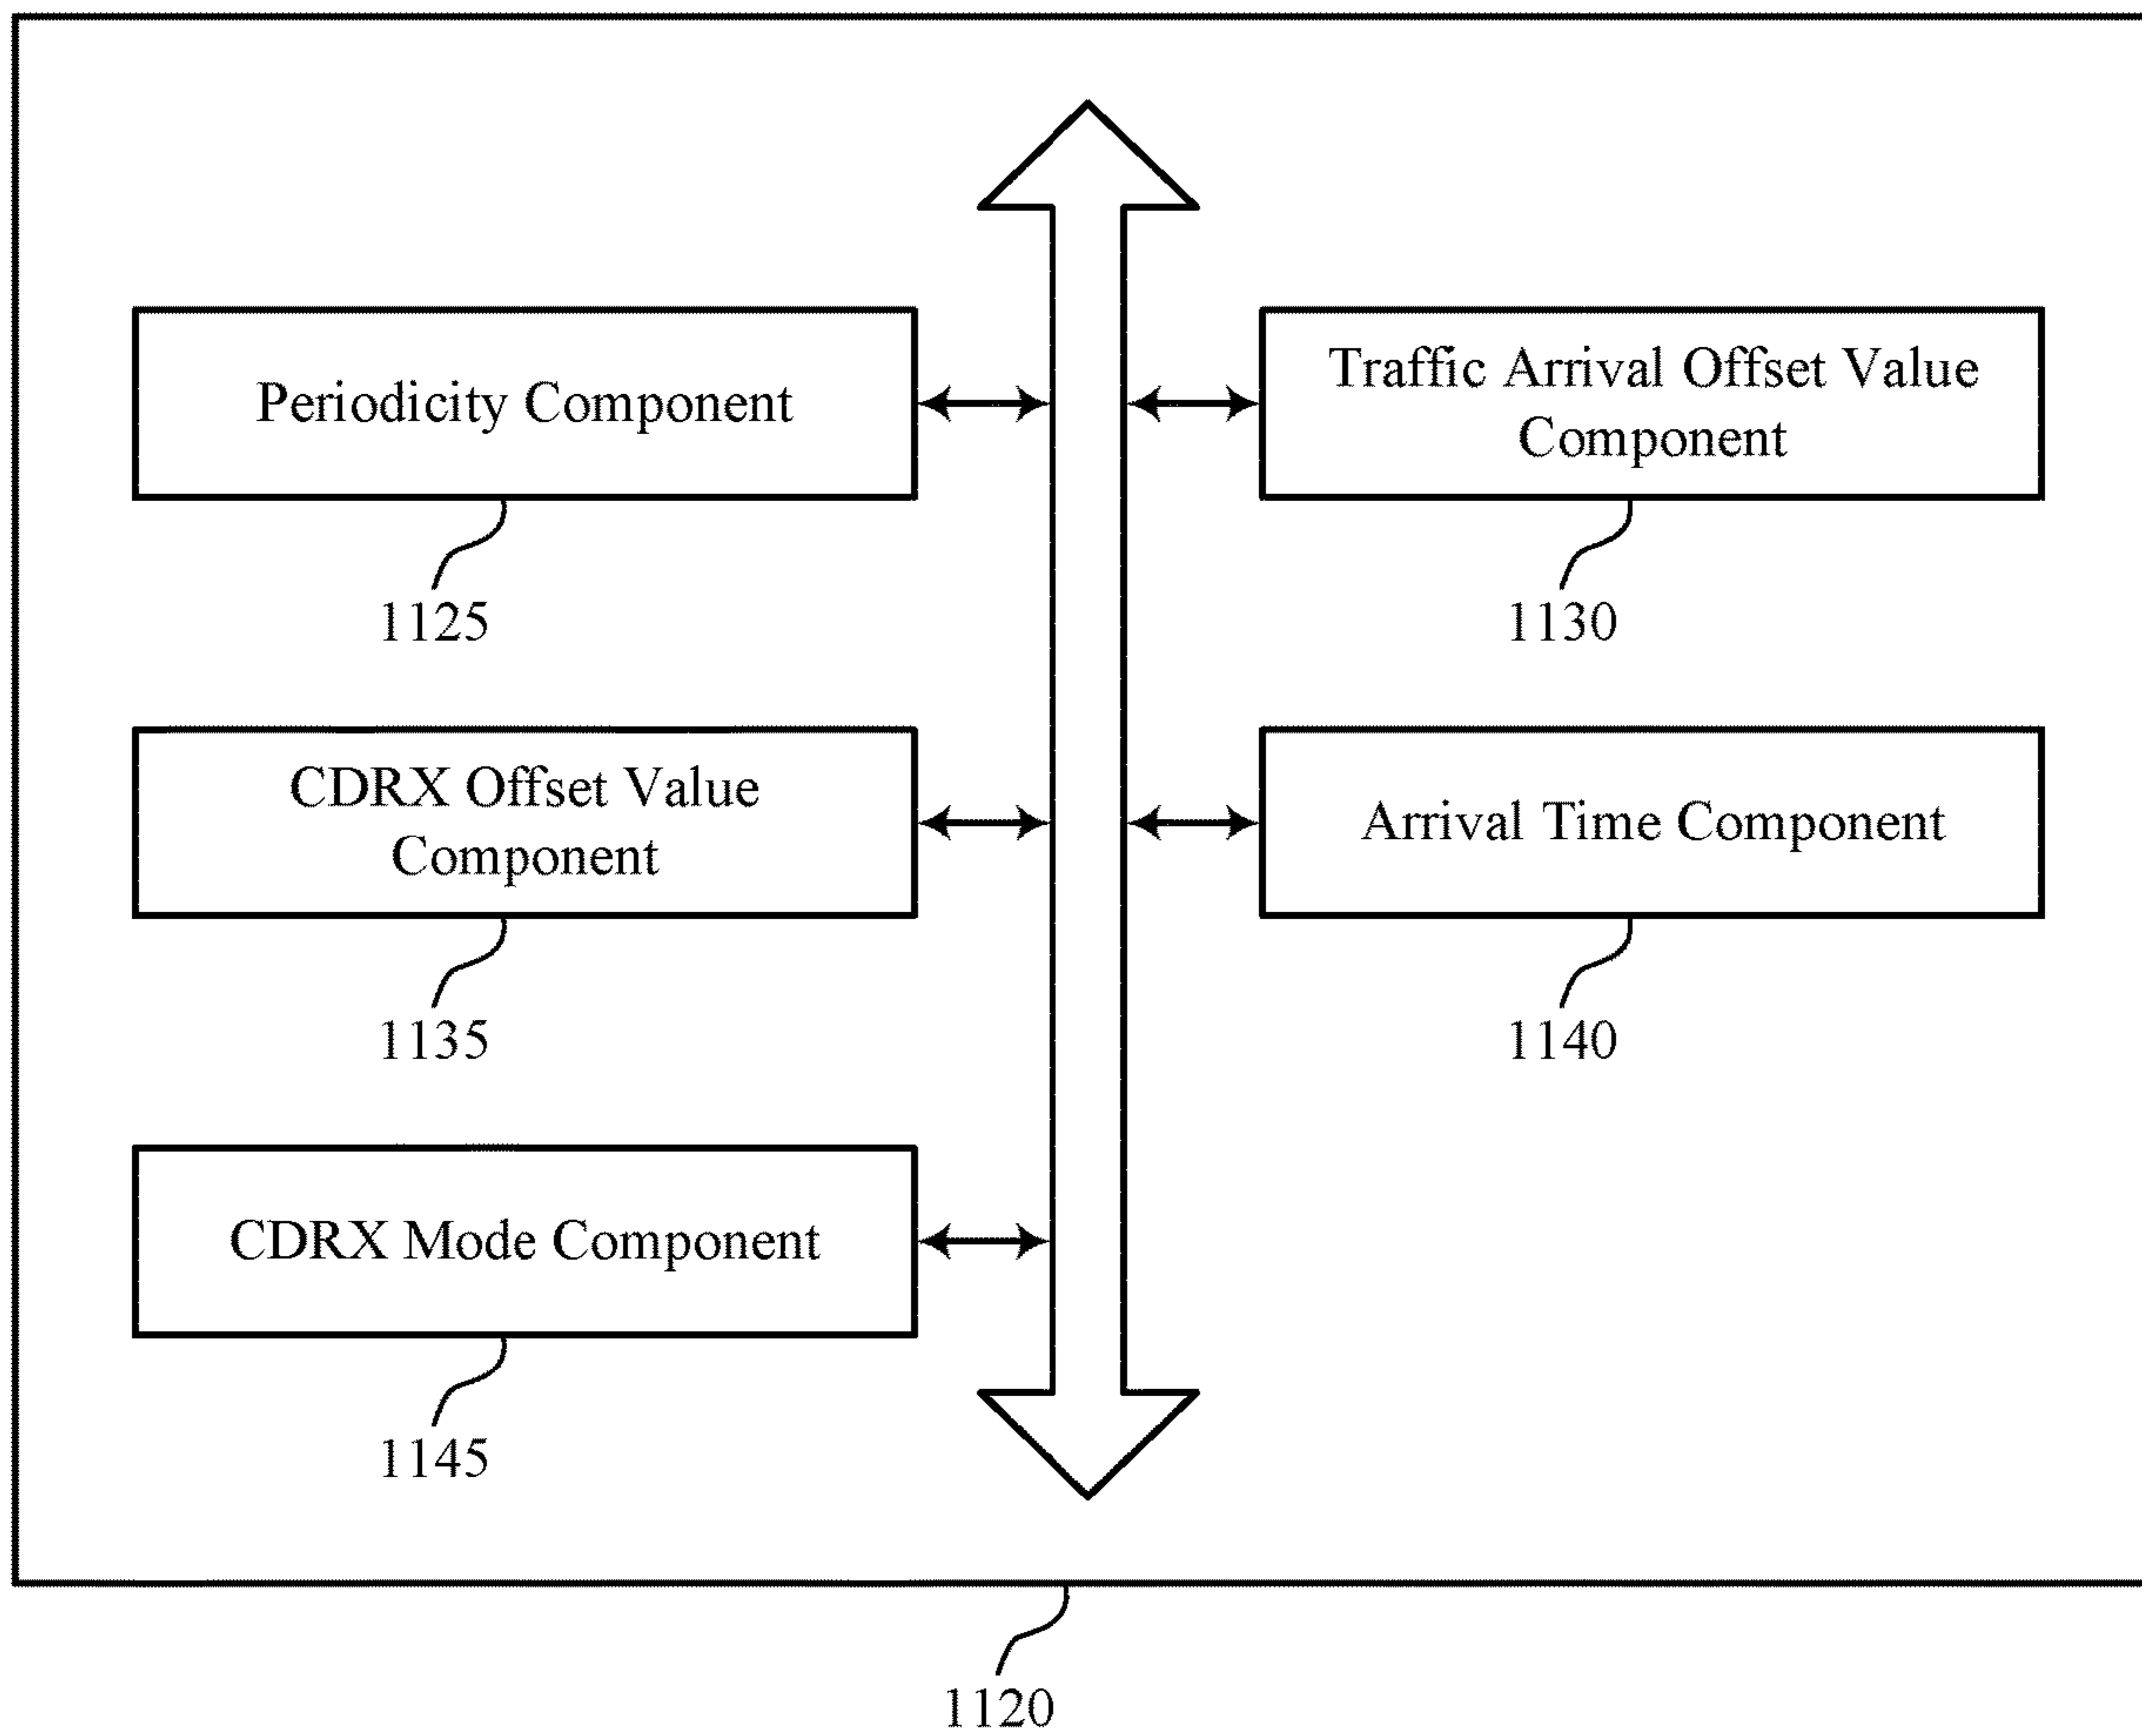 Periodicity Component
1125
Traffic Arrival Offset Value
Component
1130
CDRX Offset Value
Component
1135
Arrival Time Component
1140
CDRX Mode Component
1145
1120